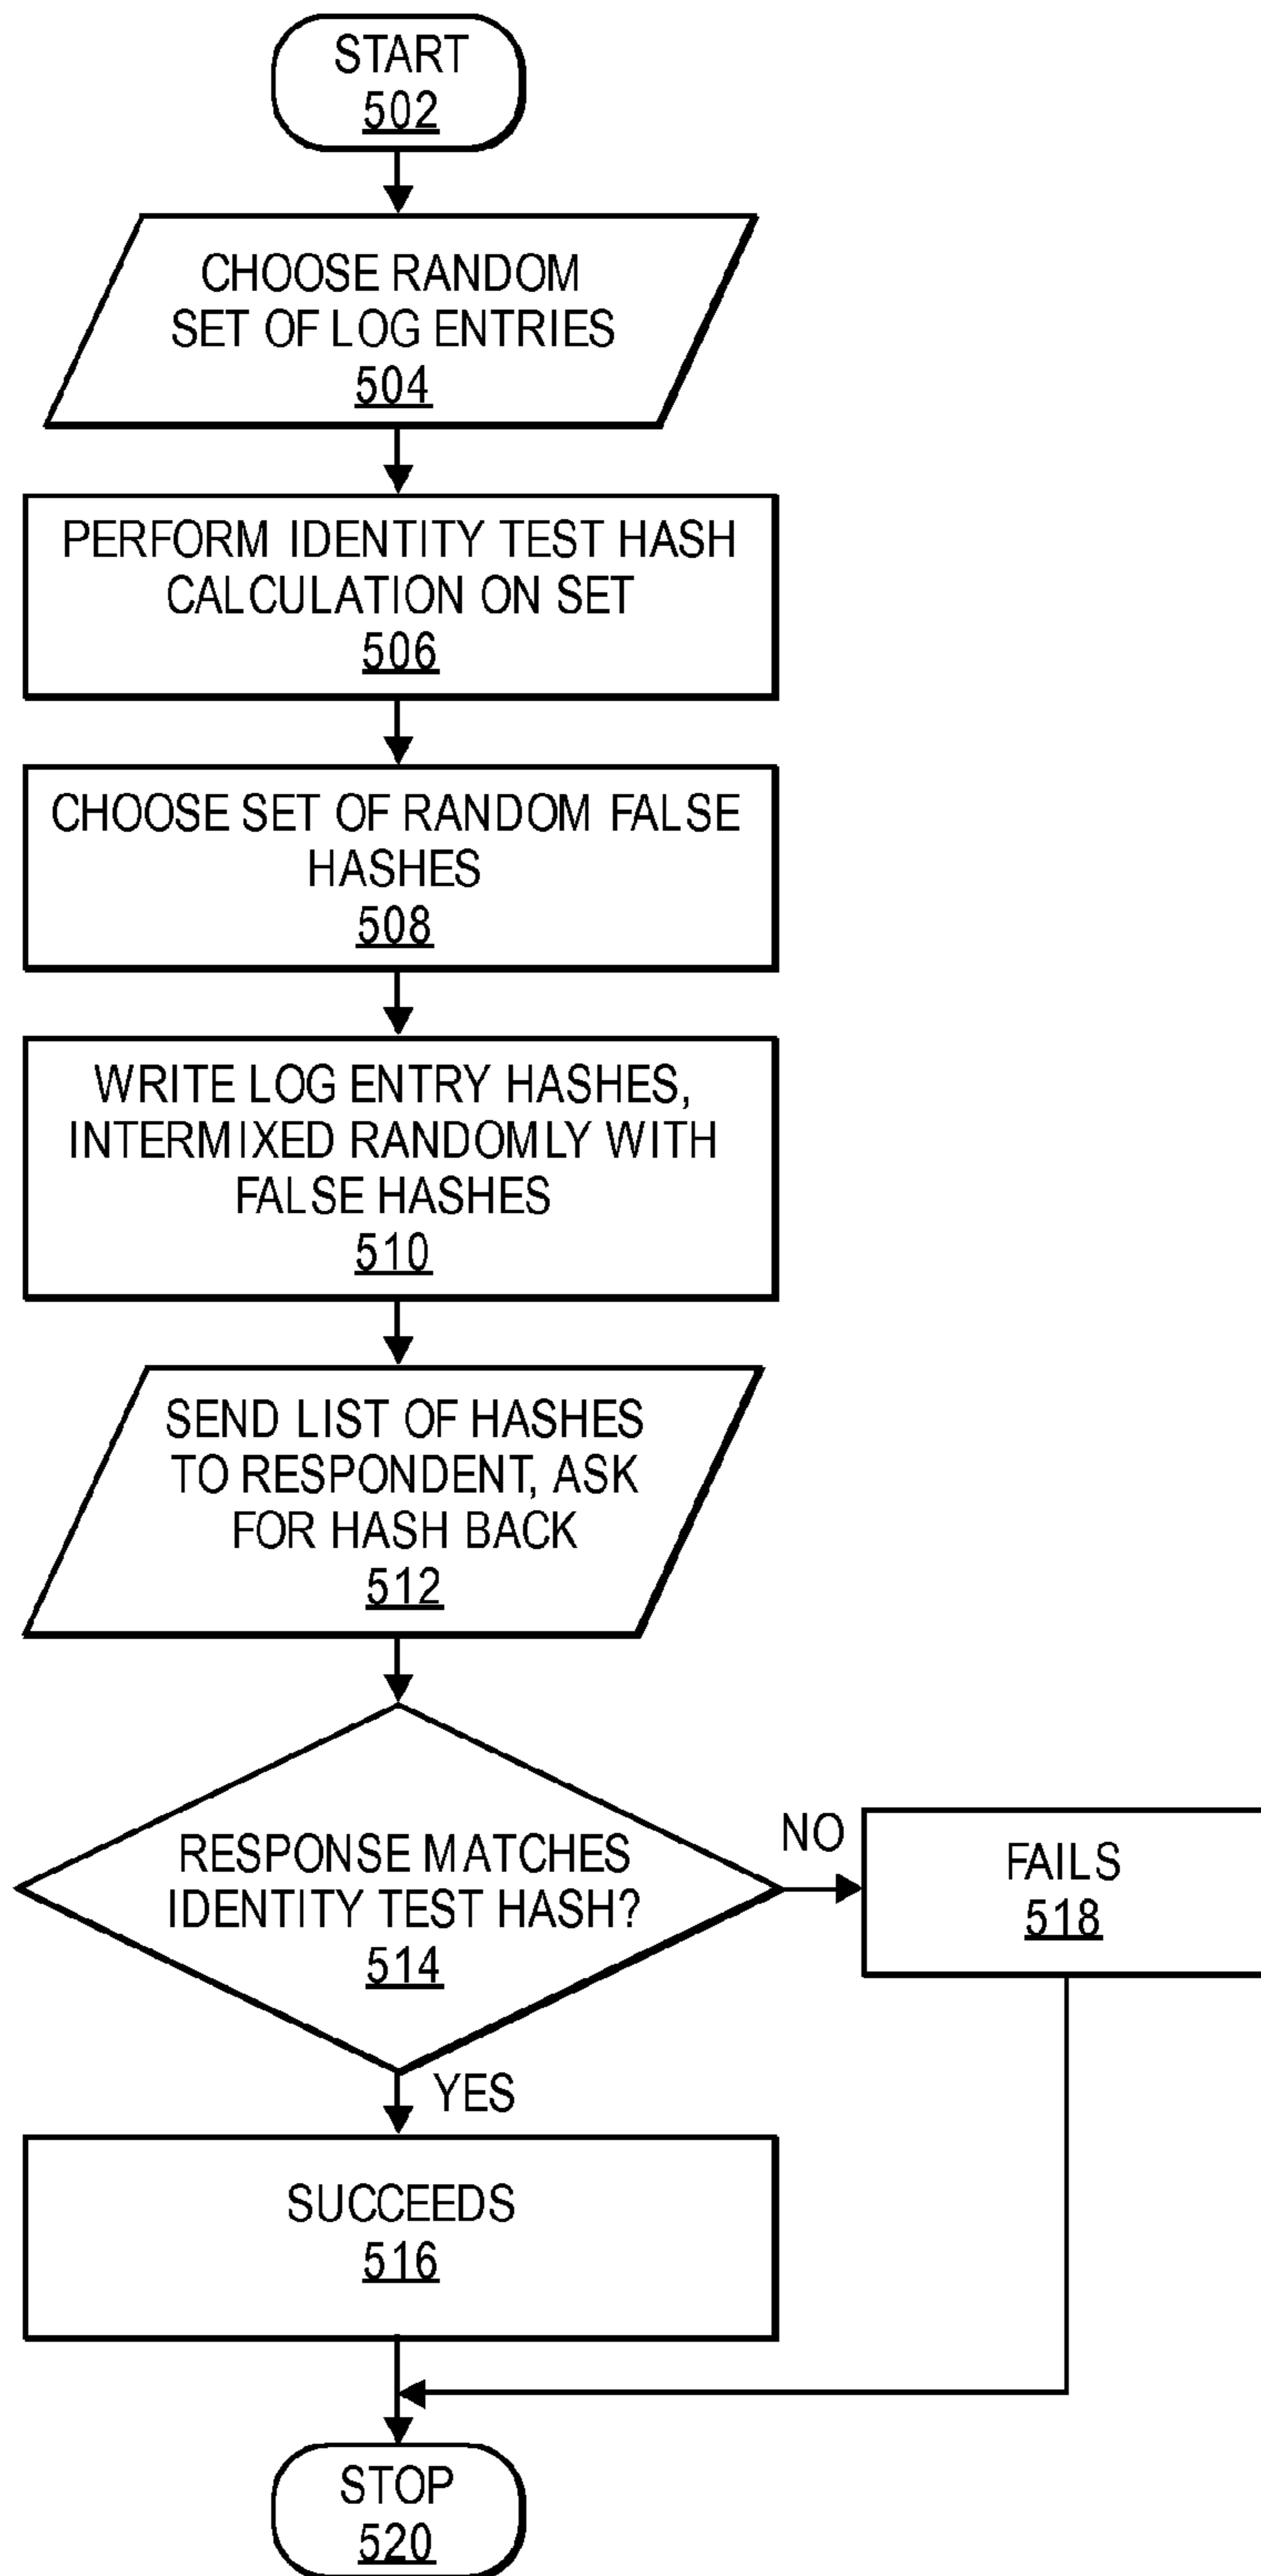 START
502
CHOOSE RANDOM
SET OF LOG ENTRIES
504
PERFORM IDENTITY TEST HASH
CALCULATION ON SET
506
CHOOSE SET OF RANDOM FALSE
HASHES
508
WRITE LOG ENTRY HASHES,
INTERMIXED RANDOMLY WITH
FALSE HASHES
510
SEND LIST OF HASHES
TO RESPONDENT, ASK
FOR HASH BACK
512
RESPONSE MATCHES
IDENTITY TEST HASH?
514
NO
FAILS
518
YES
SUCCEEDS
516
STOP
520